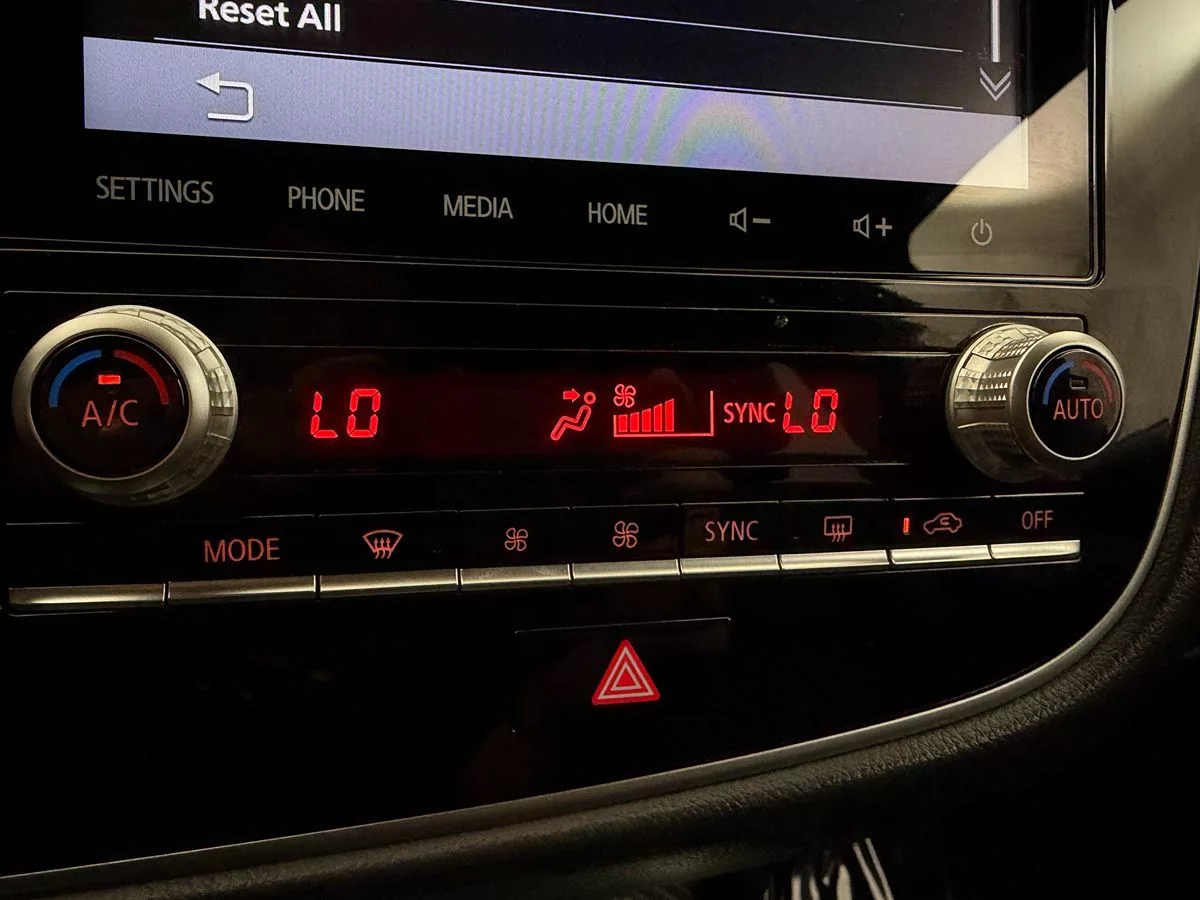 Reset All
SETTINGS PHONE MEDIA HOME
A/C LO SYNC LO AUTO
MODE SYNC OFF